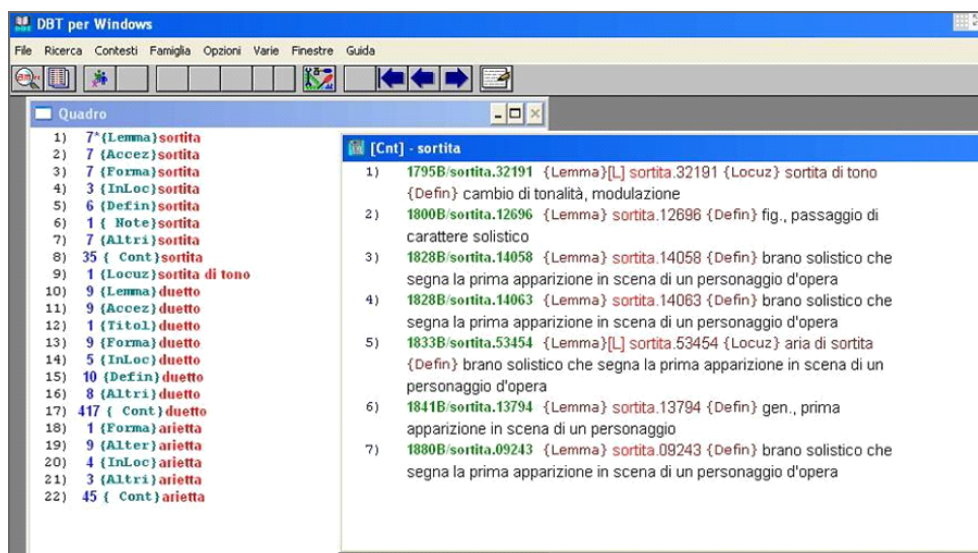 DBT per Windows
File Ricerca Contesti Famiglia Opzioni Varie Finestre Guida
Quadro
1) 7*{Lemma}sortita
2) 7 {Accez}sortita
3) 7 {Forma}sortita
4) 3 {InLoc}sortita
5) 6 {Defin}sortita
6) 1 { Note}sortita
7) 7 {Altri}sortita
8) 35 { Cont}sortita
9) 1 {Locuz}sortita di tono
10) 9 {Lemma}duetto
11) 9 {Accez}duetto
12) 1 {Titol}duetto
13) 9 {Forma}duetto
14) 5 {InLoc}duetto
15) 10 {Defin}duetto
16) 8 {Altri}duetto
17) 417 { Cont}duetto
18) 1 {Forma}arietta
19) 9 {Alter}arietta
20) 4 {InLoc}arietta
21) 3 {Altri}arietta
22) 45 { Cont}arietta
[Cnt] - sortita
1) 1795B/sortita.32191 {Lemma}[L] sortita.32191 {Locuz} sortita di tono
{Defin} cambio di tonalità, modulazione
2) 1800B/sortita.12696 {Lemma} sortita.12696 {Defin} fig., passaggio di
carattere solistico
3) 1828B/sortita.14058 {Lemma} sortita.14058 {Defin} brano solistico che
segna la prima apparizione in scena di un personaggio d'opera
4) 1828B/sortita.14063 {Lemma} sortita.14063 {Defin} brano solistico che
segna la prima apparizione in scena di un personaggio d'opera
5) 1833B/sortita.53454 {Lemma}[L] sortita.53454 {Locuz} aria di sortita
{Defin} brano solistico che segna la prima apparizione in scena di un
personaggio d'opera
6) 1841B/sortita.13794 {Lemma} sortita.13794 {Defin} gen., prima
apparizione in scena di un personaggio
7) 1880B/sortita.09243 {Lemma} sortita.09243 {Defin} brano solistico che
segna la prima apparizione in scena di un personaggio d'opera